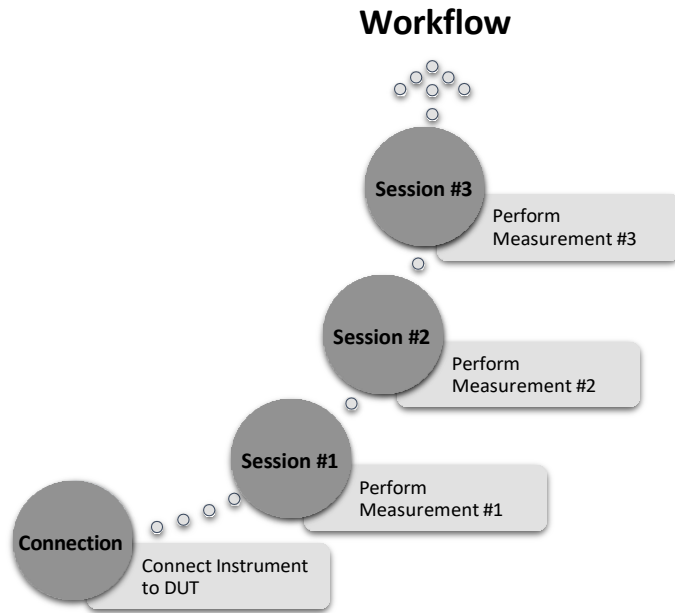 Workflow
Session #3
Perform
Measurement #3
Session #2
Perform
Measurement #2
Session #1
Perform
Measurement #1
Connection
Connect Instrument
to DUT